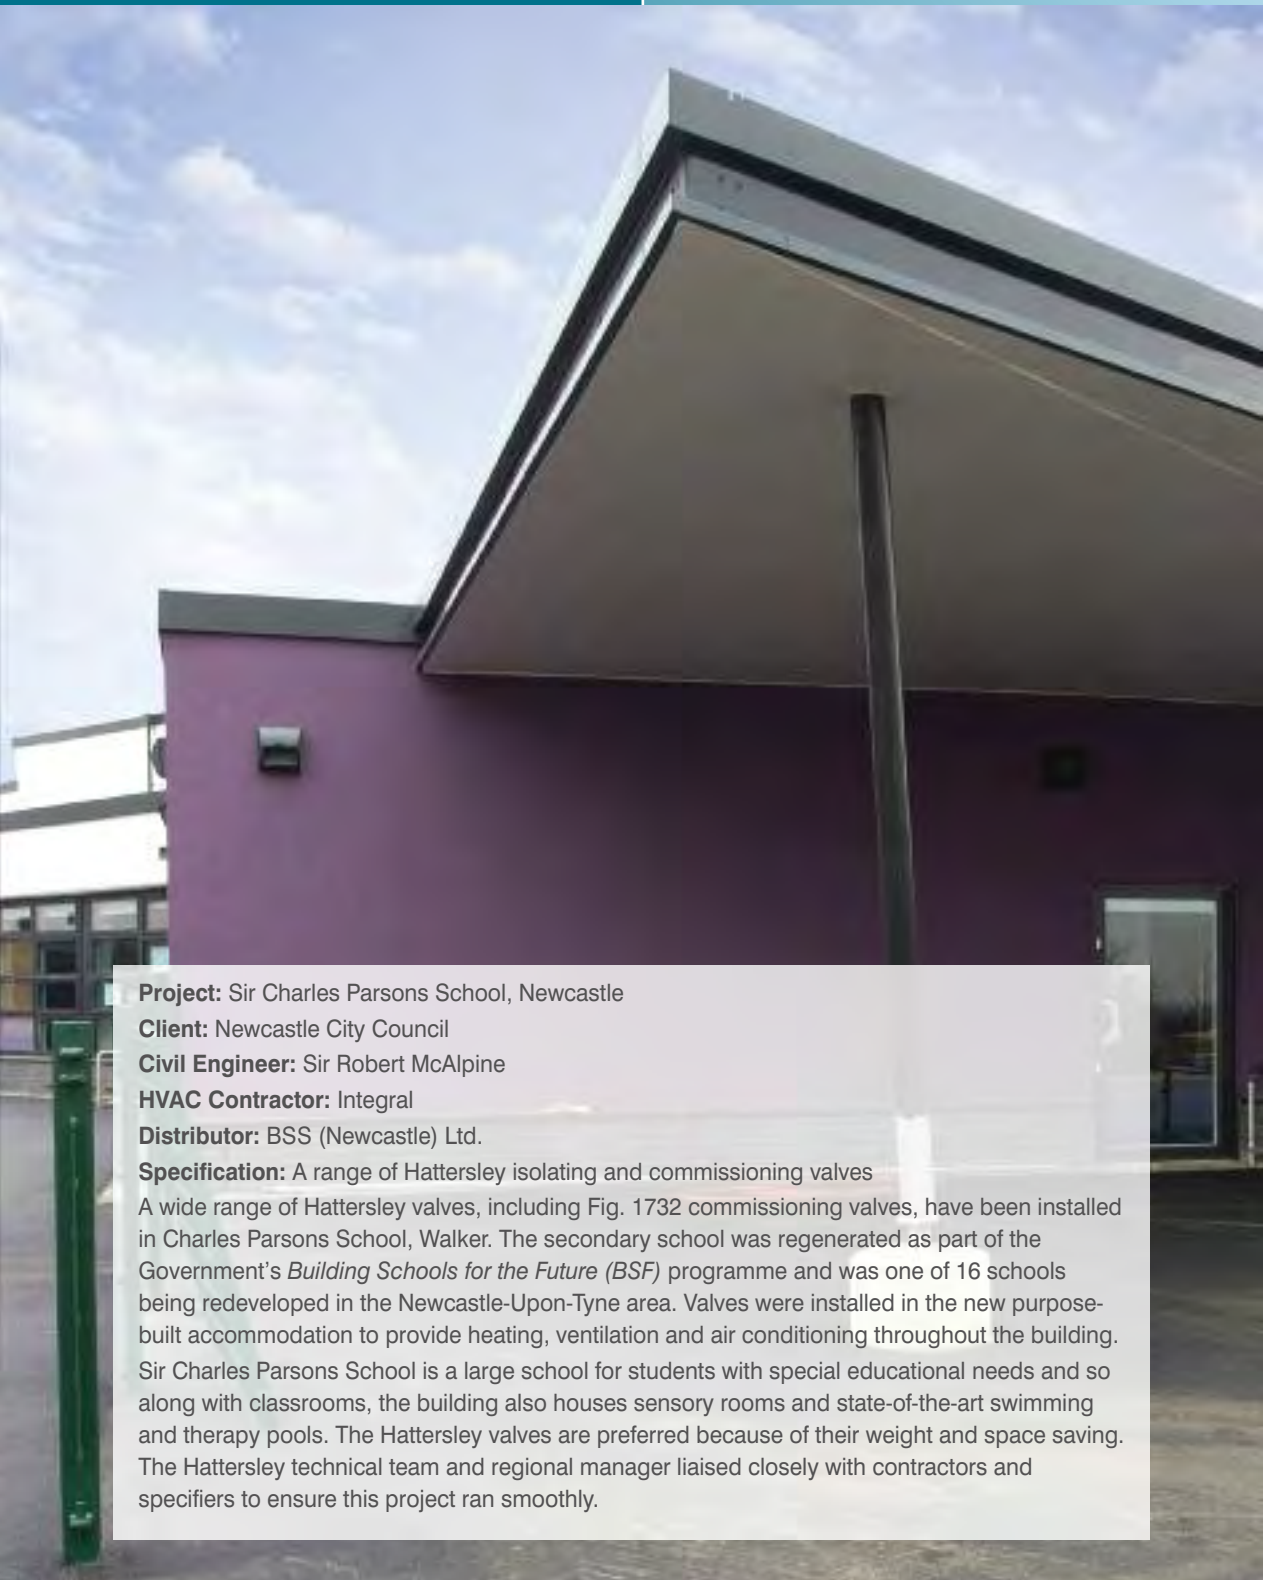 Project: Sir Charles Parsons School, Newcastle
Client: Newcastle City Council
Civil Engineer: Sir Robert McAlpine
HVAC Contractor: Integral
Distributor: BSS (Newcastle) Ltd.
Specification: A range of Hattersley isolating and commissioning valves
A wide range of Hattersley valves, including Fig. 1732 commissioning valves, have been installed
in Charles Parsons School, Walker. The secondary school was regenerated as part of the
Government's Building Schools for the Future (BSF) programme and was one of 16 schools
being redeveloped in the Newcastle-Upon-Tyne area. Valves were installed in the new purpose-
built accommodation to provide heating, ventilation and air conditioning throughout the building.
Sir Charles Parsons School is a large school for students with special educational needs and so
along with classrooms, the building also houses sensory rooms and state-of-the-art swimming
and therapy pools. The Hattersley valves are preferred because of their weight and space saving.
The Hattersley technical team and regional manager liaised closely with contractors and
specifiers to ensure this project ran smoothly.